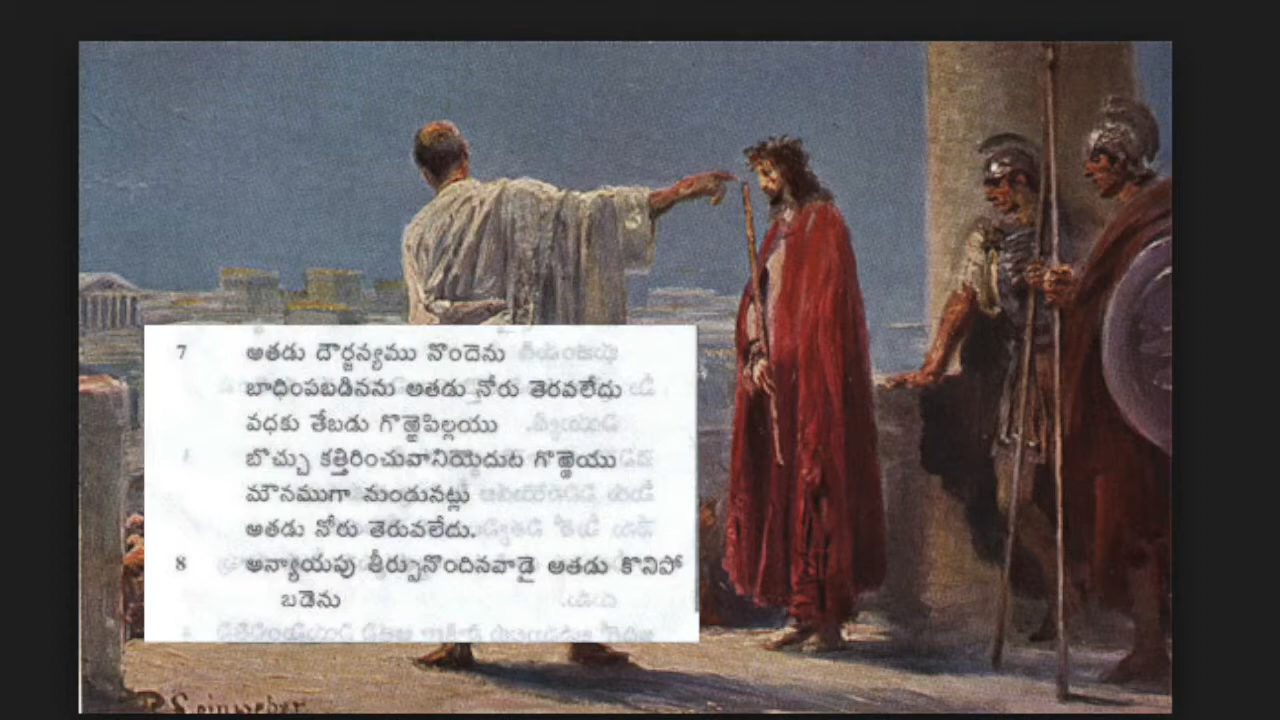 7 అతడు దౌర్జన్యము నొందెను
బాధింపబడినను అతడు నోరు తెరవలేదు
వధకు తేబడు గొఱ్ఱెపిల్లయు
బొచ్చు కత్తిరించువానియెదుట గొఱ్ఱెయు
మౌనముగా నుండునట్లు
అతడు నోరు తెరువలేదు.
8 అన్యాయపు తీర్పునొందినవాడై అతడు కొనిపో
బడెను